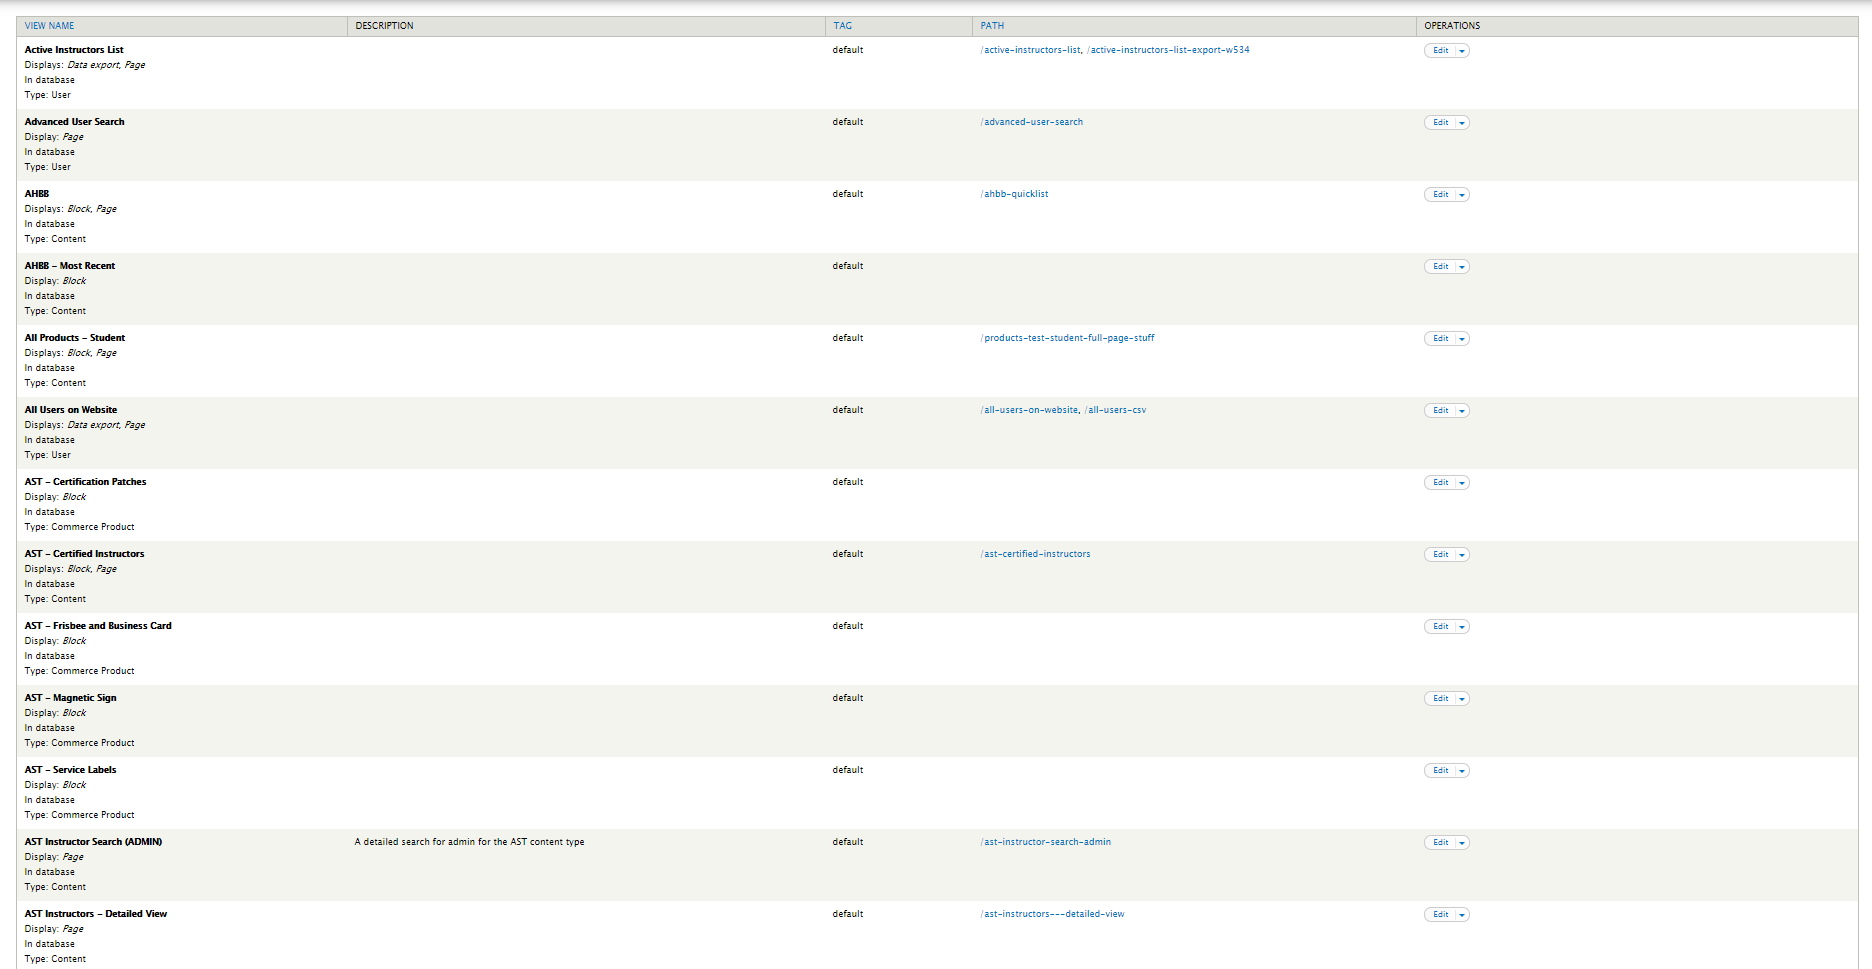 VIEW NAME DESCRIPTION TAG PATH OPERATIONS
Active Instructors List default /active-instructors-list, /active-instructors-list-export-w534 Edit
Displays: Data export, Page
In database
Type: User
Advanced User Search default /advanced-user-search Edit
Display: Page
In database
Type: User
AHBB default /ahbb-quicklist Edit
Displays: Block, Page
In database
Type: Content
AHBB - Most Recent default Edit
Display: Block
In database
Type: Content
All Products - Student default /products-test-student-full-page-stuff Edit
Displays: Block, Page
In database
Type: Content
All Users on Website default /all-users-on-website, /all-users-csv Edit
Displays: Data export, Page
In database
Type: User
AST - Certification Patches default Edit
Display: Block
In database
Type: Commerce Product
AST - Certified Instructors default /ast-certified-instructors Edit
Displays: Block, Page
In database
Type: Content
AST - Frisbee and Business Card default Edit
Display: Block
In database
Type: Commerce Product
AST - Magnetic Sign default Edit
Display: Block
In database
Type: Commerce Product
AST - Service Labels default Edit
Display: Block
In database
Type: Commerce Product
AST Instructor Search (ADMIN) A detailed search for admin for the AST content type default /ast-instructor-search-admin Edit
Display: Page
In database
Type: Content
AST Instructors - Detailed View default /ast-instructors---detailed-view Edit
Display: Page
In database
Type: Content